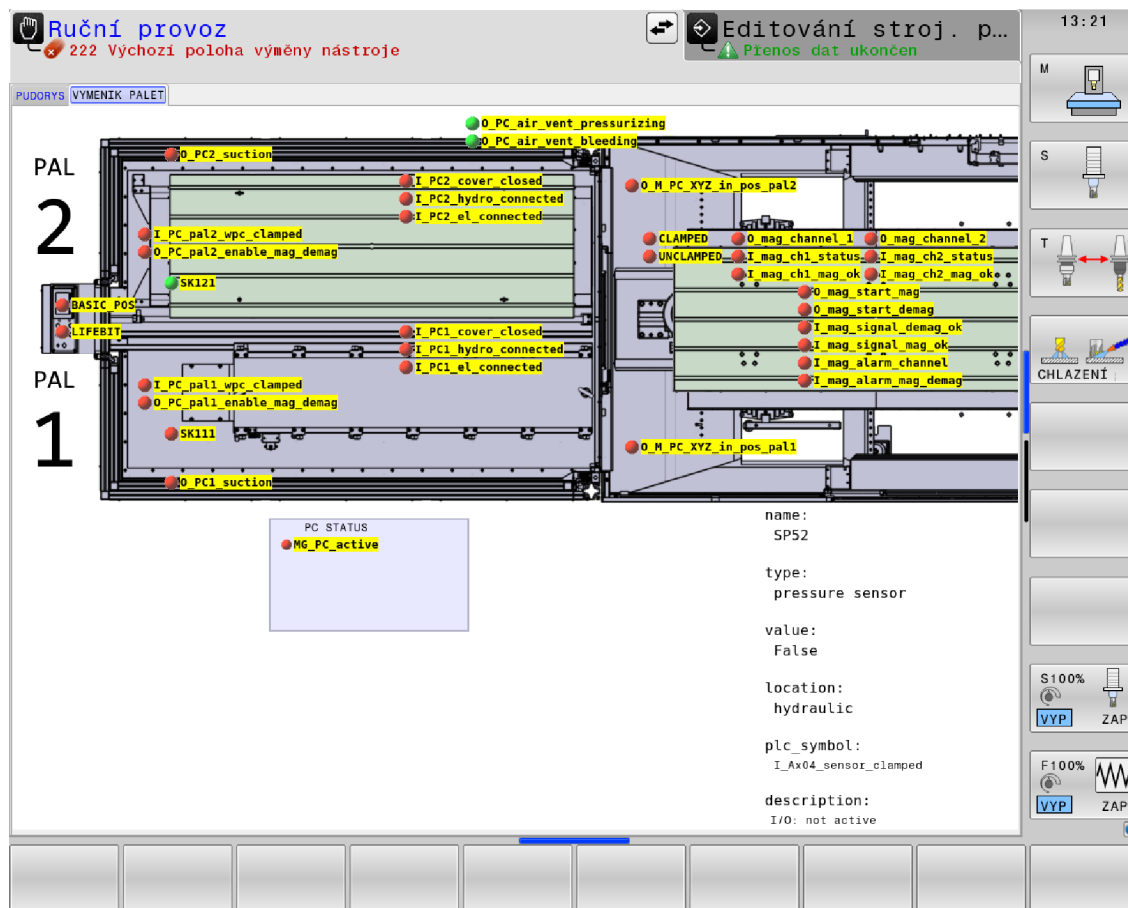 Ruční provoz
222 Výchozí poloha výměny nástroje
Editování stroj. p...
Přenos dat ukončen
13:21
PUDORYS
VYMENIK PALET
M
S
T
CHLAZENÍ
S100%
VYP
ZAP
F100%
VYP
ZAP
PAL
2
PAL
1
O_PC_air_vent_pressurizing
O_PC_air_vent_bleeding
O_PC2_suction
I_PC2_cover_closed
I_PC2_hydro_connected
I_PC2_el_connected
I_PC_pal2_wpc_clamped
O_PC_pal2_enable_mag_demag
SK121
BASIC_POS
LIFEBIT
I_PC1_cover_closed
I_PC1_hydro_connected
I_PC1_el_connected
I_PC_pal1_wpc_clamped
O_PC_pal1_enable_mag_demag
SK111
O_PC1_suction
O_M_PC_XYZ_in_pos_pal2
CLAMPED
O_mag_channel_1
O_mag_channel_2
UNCLAMPED
I_mag_ch1_status
I_mag_ch2_status
I_mag_ch1_mag_ok
I_mag_ch2_mag_ok
O_mag_start_mag
O_mag_start_demag
I_mag_signal_demag_ok
I_mag_signal_mag_ok
I_mag_alarm_channel
I_mag_alarm_mag_demag
O_M_PC_XYZ_in_pos_pal1
PC STATUS
MG_PC_active
name:
SP52
type:
pressure sensor
value:
False
location:
hydraulic
plc_symbol:
I_Ax04_sensor_clamped
description:
I/O: not active